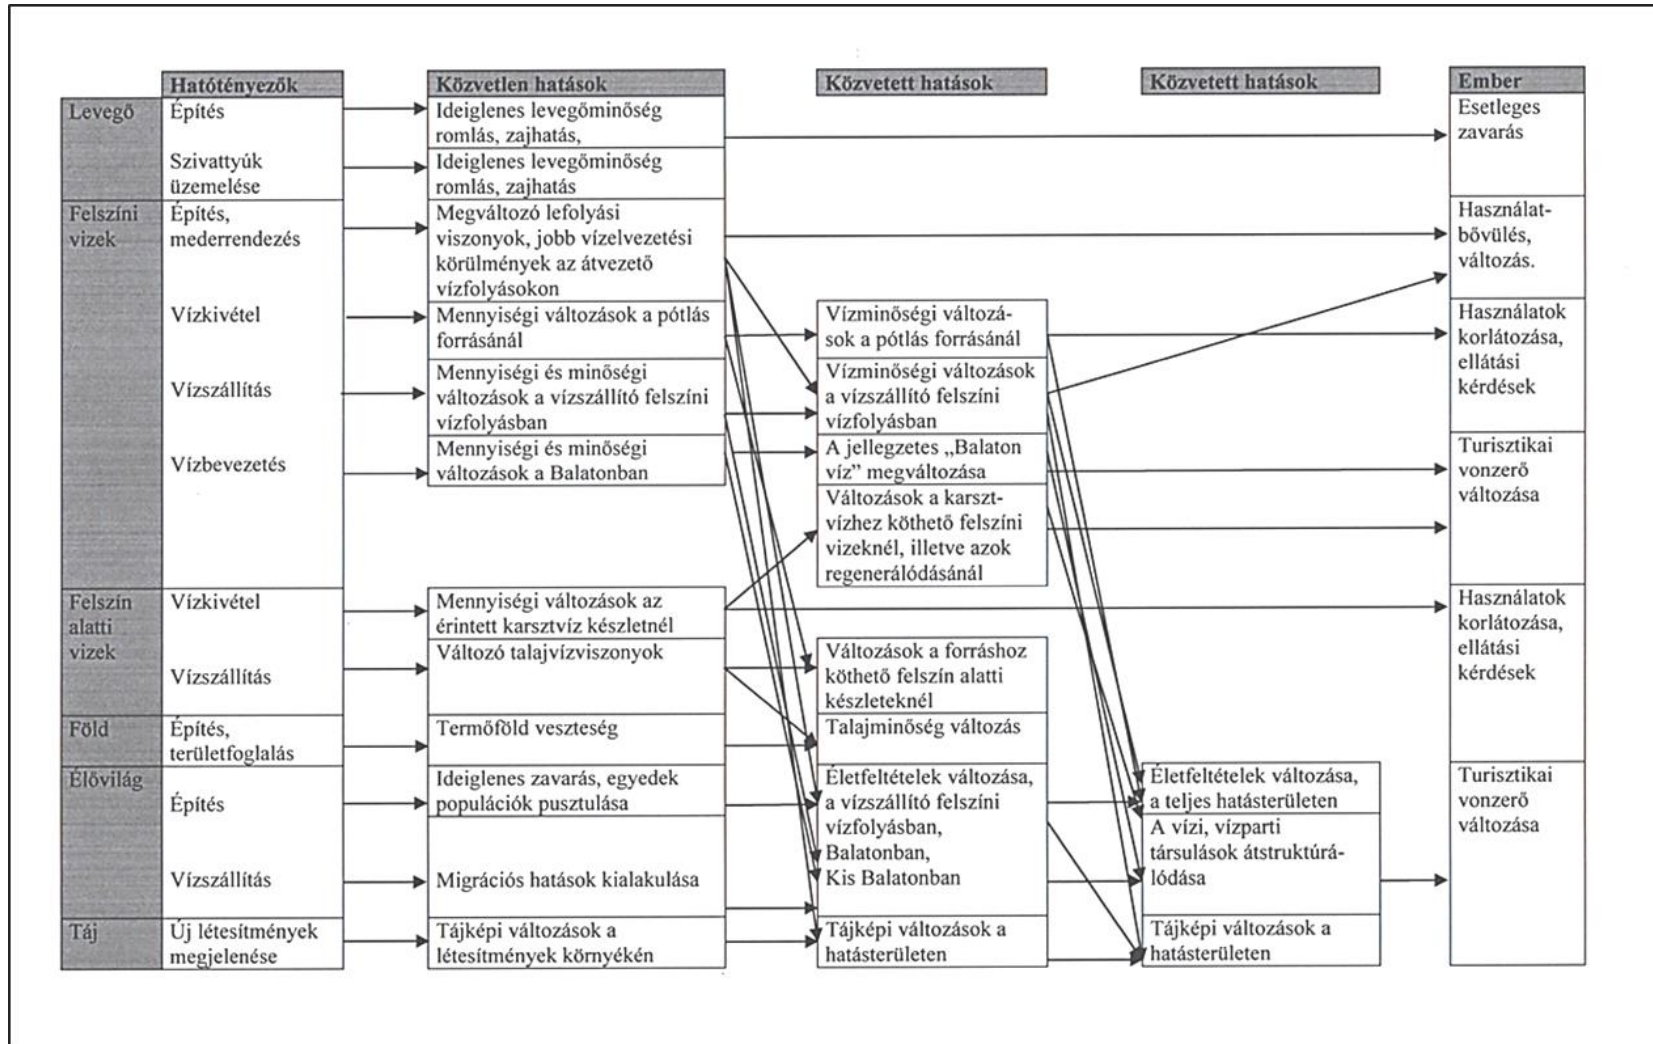 Hatótényezők
Közvetlen hatások
Közvetett hatások
Közvetett hatások
Ember
Levegő
Építés
Szivattyúk
üzemelése
Ideiglenes levegőminőség
romlás, zajhatás,
Ideiglenes levegőminőség
romlás, zajhatás
Esetleges
zavarás
Felszíni
vizek
Építés,
mederrendezés
Vízkivétel
Vízszállítás
Vízbevezetés
Megváltozó lefolyási
viszonyok, jobb vízelvezetési
körülmények az átvezető
vízfolyásokon
Mennyiségi változások a pótlás
forrásánál
Mennyiségi és minőségi
változások a vízszállító felszíni
vízfolyásban
Mennyiségi és minőségi
változások a Balatonban
Vízminőségi változá-
sok a pótlás forrásánál
Vízminőségi változások
a vízszállító felszíni
vízfolyásban
A jellegzetes „Balaton
víz” megváltozása
Változások a karszt-
vízhez köthető felszíni
vizeknél, illetve azok
regenerálódásánál
Használat-
bővülés,
változás.
Használatok
korlátozása,
ellátási
kérdések
Turisztikai
vonzerő
változása
Felszín
alatti
vizek
Vízkivétel
Vízszállítás
Mennyiségi változások az
érintett karsztvíz készletnél
Változó talajvízviszonyok
Változások a forráshoz
köthető felszín alatti
készleteknél
Használatok
korlátozása,
ellátási
kérdések
Föld
Építés,
területfoglalás
Termőföld veszteség
Talajminőség változás
Élővilág
Építés
Vízszállítás
Ideiglenes zavarás, egyedek
populációk pusztulása
Migrációs hatások kialakulása
Életfeltételek változása,
a vízszállító felszíni
vízfolyásban,
Balatonban,
Kis Balatonban
Életfeltételek változása,
a teljes hatásterületen
A vízi, vízparti
társulások átstruktúrá-
lódása
Turisztikai
vonzerő
változása
Táj
Új létesítmények
megjelenése
Tájképi változások a
létesítmények környékén
Tájképi változások a
hatásterületen
Tájképi változások a
hatásterületen